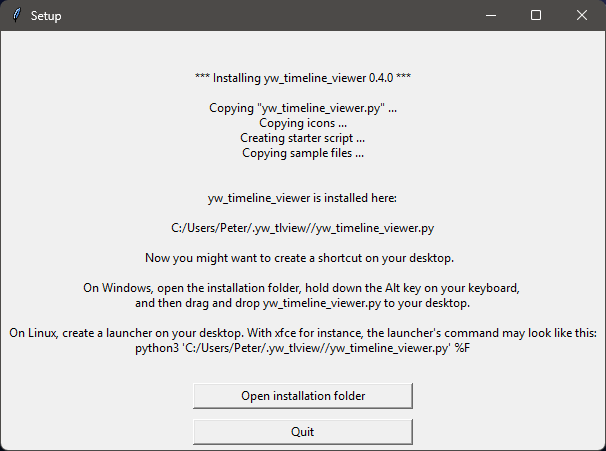 Setup
*** Installing yw_timeline_viewer 0.4.0 ***
Copying "yw_timeline_viewer.py" ...
Copying icons ...
Creating starter script ...
Copying sample files ...
yw_timeline_viewer is installed here:
C:/Users/Peter/.yw_tlview//yw_timeline_viewer.py
Now you might want to create a shortcut on your desktop.
On Windows, open the installation folder, hold down the Alt key on your keyboard,
and then drag and drop yw_timeline_viewer.py to your desktop.
On Linux, create a launcher on your desktop. With xfce for instance, the launcher's command may look like this:
python3 'C:/Users/Peter/.yw_tlview//yw_timeline_viewer.py' %F
Open installation folder
Quit